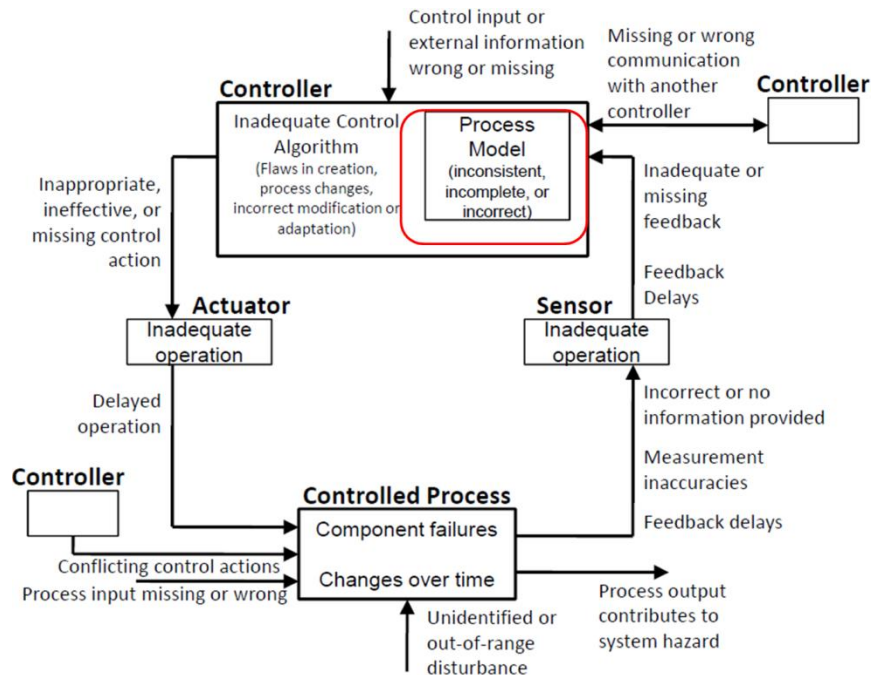 Control input or
external information
wrong or missing
Missing or wrong
communication
with another
controller
Controller
Controller
Inadequate Control
Algorithm
(Flaws in creation,
process changes,
incorrect modification or
adaptation)
Process
Model
(inconsistent,
incomplete, or
incorrect)
Inappropriate,
ineffective, or
missing control
action
Inadequate or
missing
feedback
Feedback
Delays
Actuator
Inadequate
operation
Sensor
Inadequate
operation
Delayed
operation
Incorrect or no
information provided
Measurement
inaccuracies
Feedback delays
Controller
Controlled Process
Component failures
Changes over time
Conflicting control actions
Process input missing or wrong
Unidentified or
out-of-range
disturbance
Process output
contributes to
system hazard